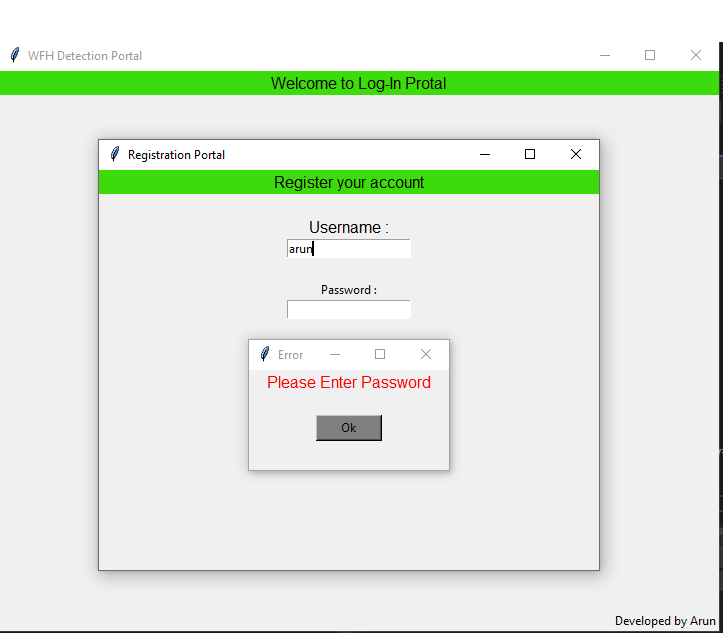 WFH Detection Portal
Welcome to Log-In Protal
Registration Portal
Register your account
Username :
arun
Password :
Error
Please Enter Password
Ok
Developed by Arun